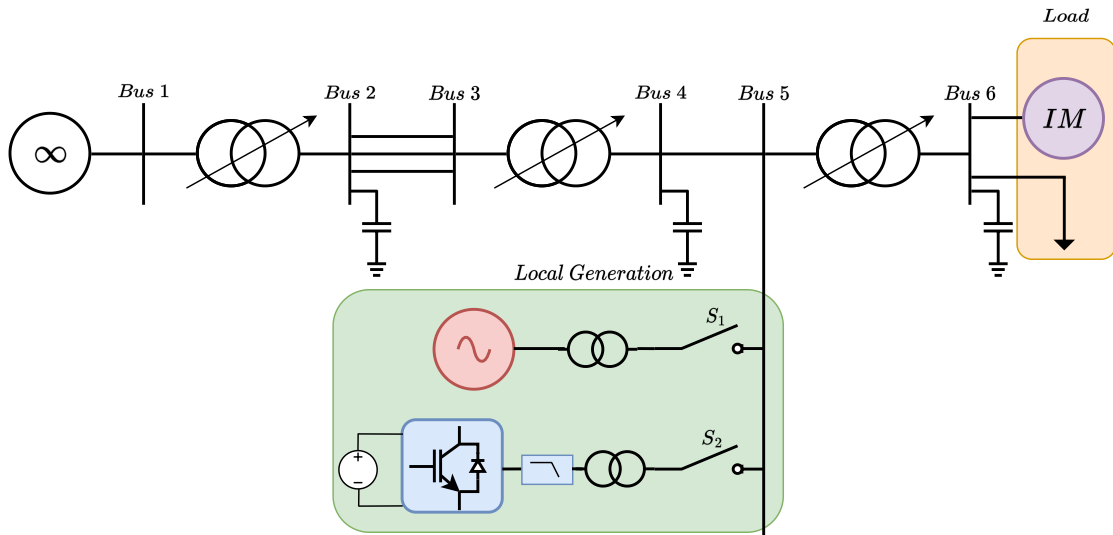 Load
Bus 1
Bus 2
Bus 3
Bus 4
Bus 5
Bus 6
∞
IM
Local Generation
S₁
S₂
+
−